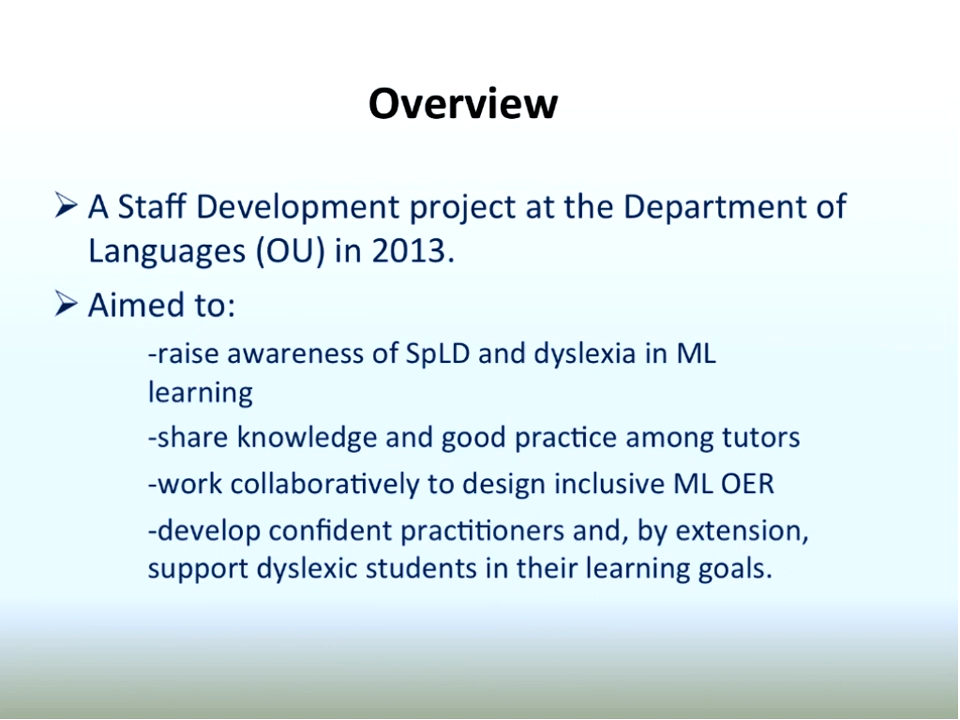 Overview
➢ A Staff Development project at the Department of
Languages (OU) in 2013.
➢ Aimed to:
-raise awareness of SpLD and dyslexia in ML
learning
-share knowledge and good practice among tutors
-work collaboratively to design inclusive ML OER
-develop confident practitioners and, by extension,
support dyslexic students in their learning goals.